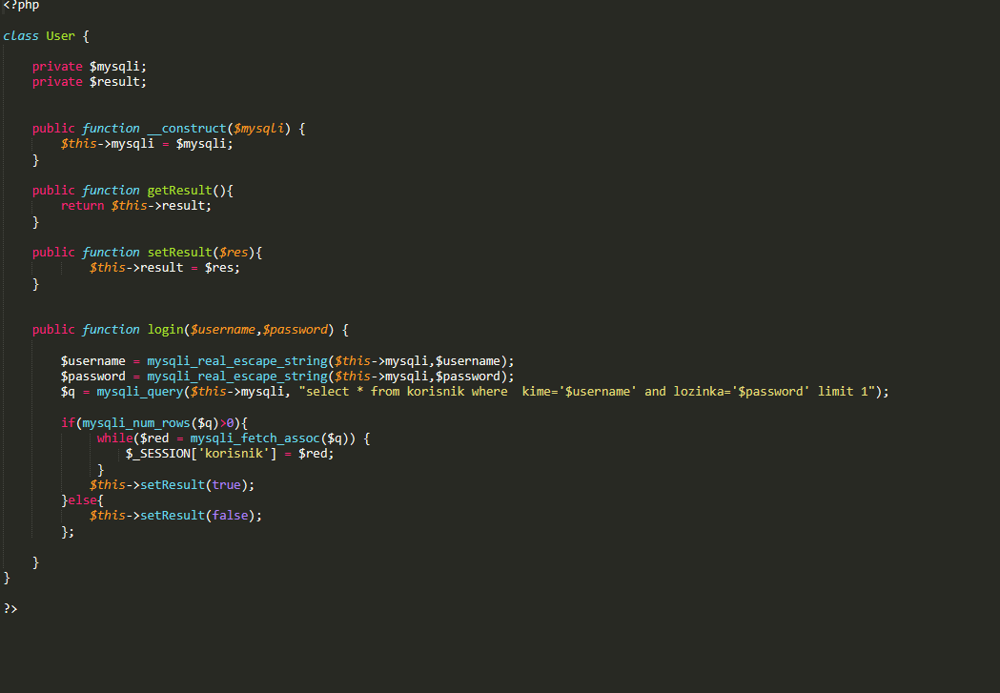 <?php
class User {
private $mysqli;
private $result;
public function __construct($mysqli) {
$this->mysqli = $mysqli;
}
public function getResult(){
return $this->result;
}
public function setResult($res){
$this->result = $res;
}
public function login($username,$password) {
$username = mysqli_real_escape_string($this->mysqli,$username);
$password = mysqli_real_escape_string($this->mysqli,$password);
$q = mysqli_query($this->mysqli, "select * from korisnik where  kime='$username' and lozinka='$password' limit 1");
if(mysqli_num_rows($q)>0){
while($red = mysqli_fetch_assoc($q)) {
$_SESSION['korisnik'] = $red;
}
$this->setResult(true);
}else{
$this->setResult(false);
};
}
}
?>